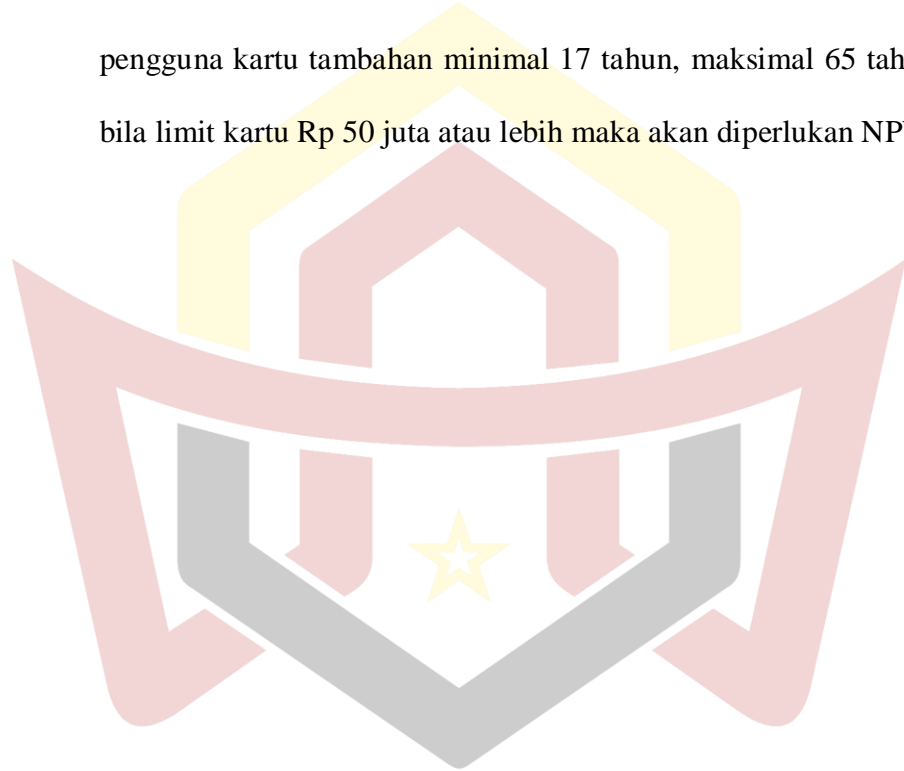 pengguna kartu tambahan minimal 17 tahun, maksimal 65
bila limit kartu Rp 50 juta atau lebih maka akan diperlukan